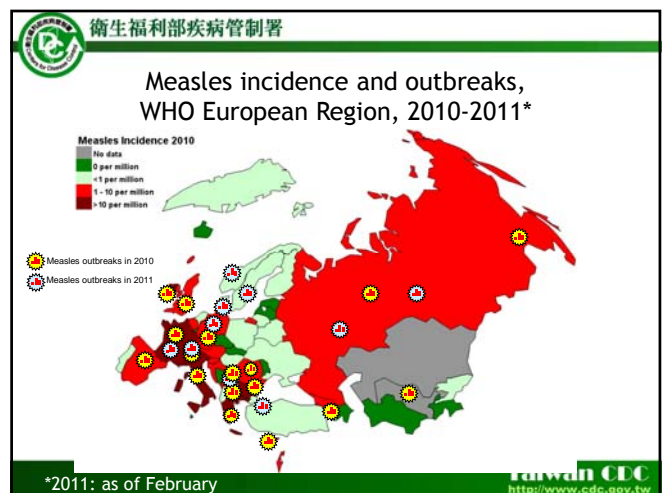 衛生福利部疾病管制署
Measles incidence and outbreaks,
WHO European Region, 2010-2011*
Measles Incidence 2010
No data
0 per million
<1 per million
1 - 10 per million
>10 per million
Measles outbreaks in 2010
Measles outbreaks in 2011
*2011: as of February
Taiwan CDC
http://www.cdc.gov.tw